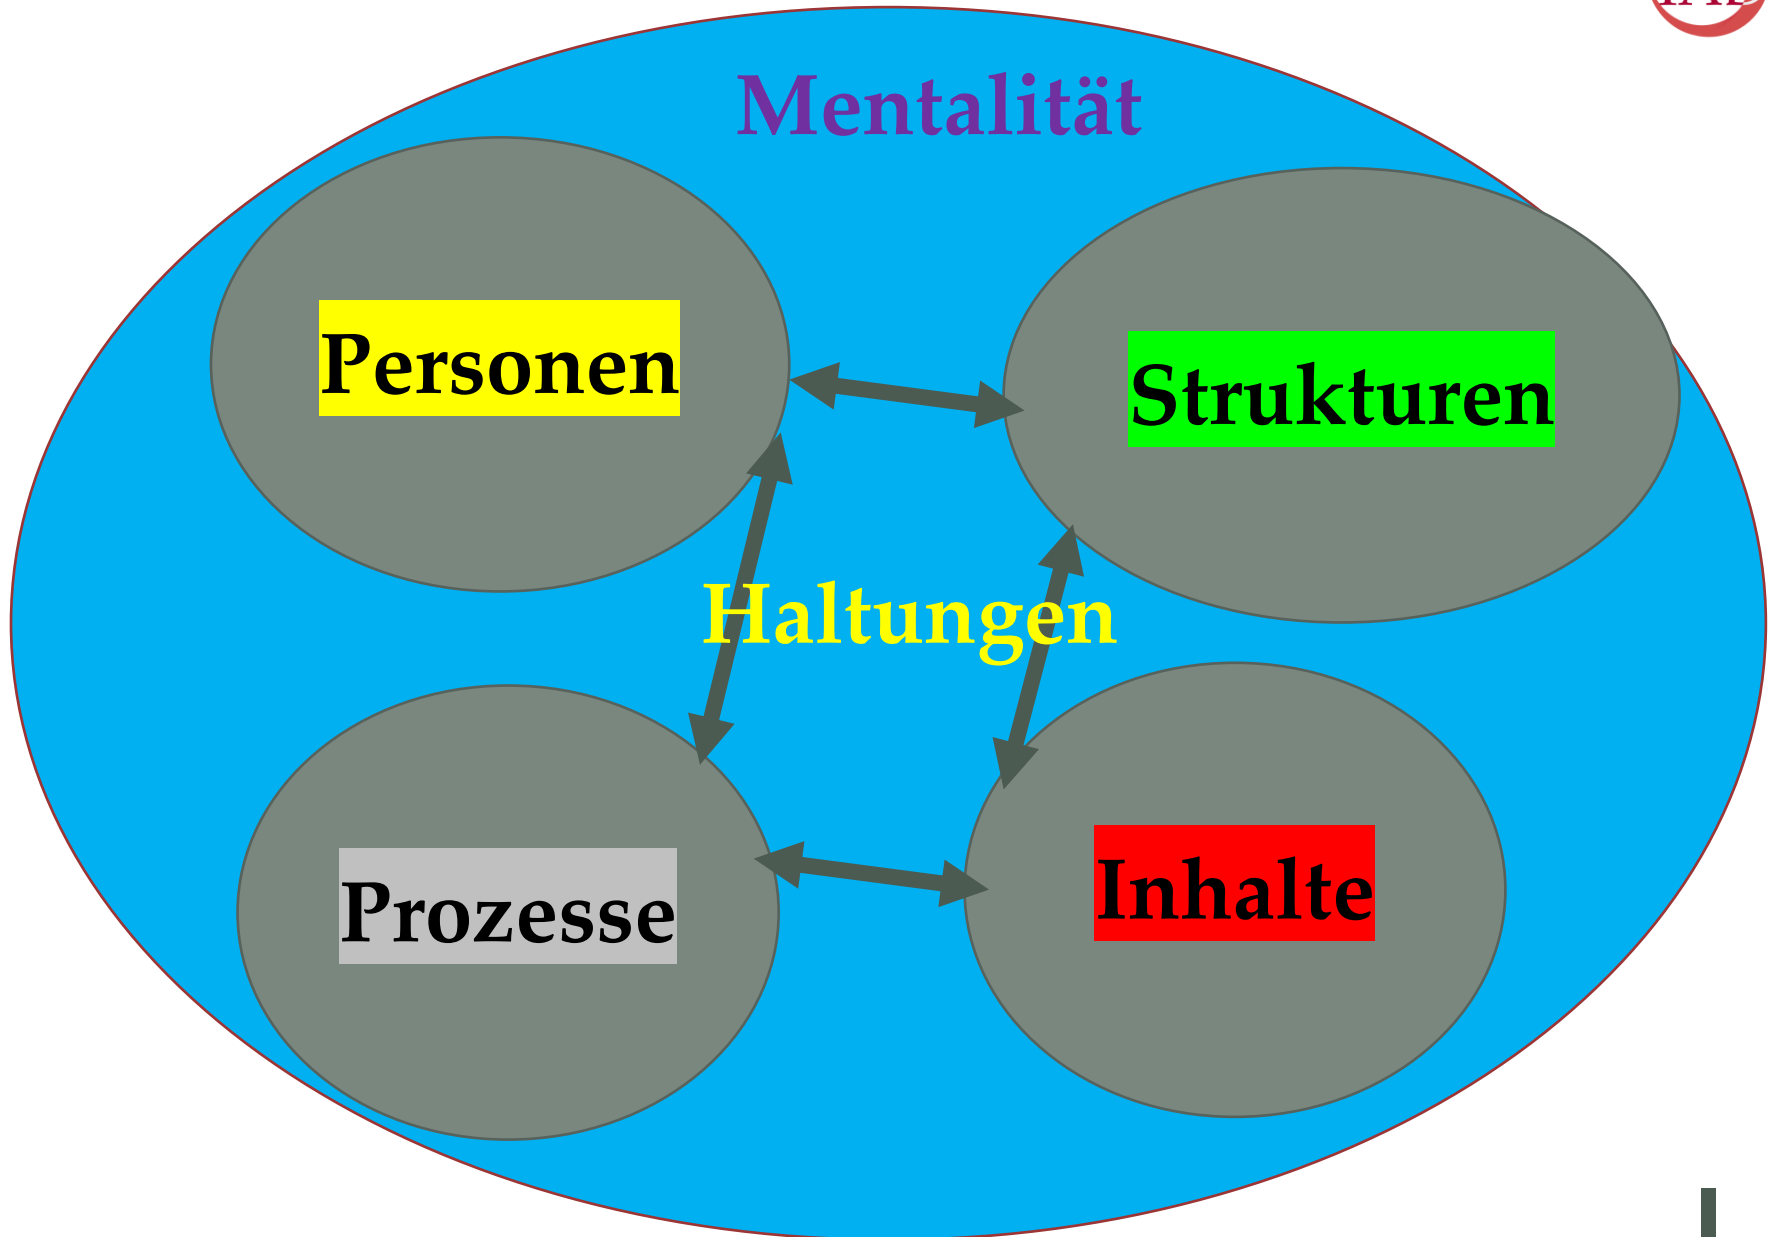 Mentalität
Personen
Strukturen
Haltungen
Prozesse
Inhalte